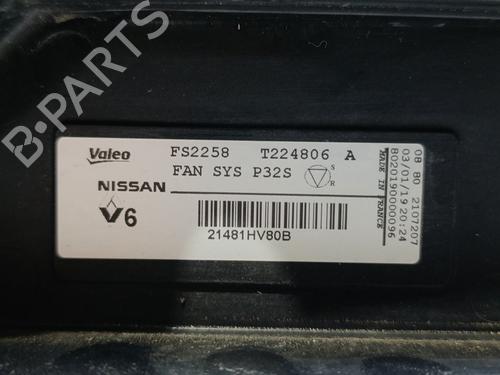 B-PARTS
Valeo FS2258 T224806 A
FAN SYS P32S S R
NISSAN
V6
21481HV80B
MADE IN FRANCE
08 80 2107207
03/01/19 20:24
8020190000096